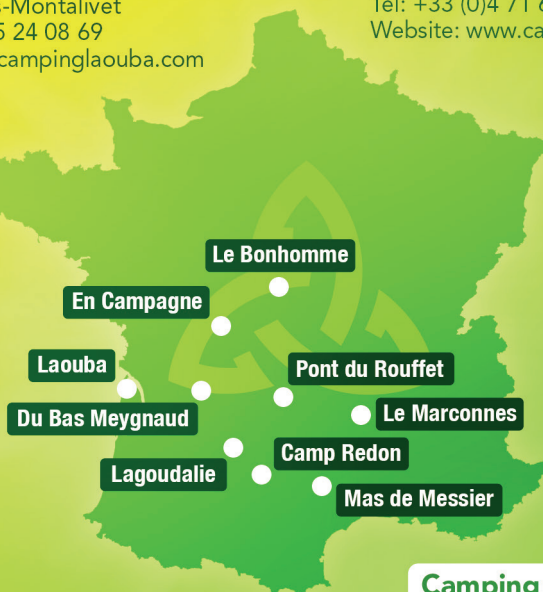 s-Montalivet
5 24 08 69
campinglaouba.com
Tel: +33 (0)4 71 6
Website: www.ca
Le Bonhomme
En Campagne
Laouba
Pont du Rouffet
Du Bas Meygnaud
Le Marconnes
Camp Redon
Lagoudalie
Mas de Messier
Camping